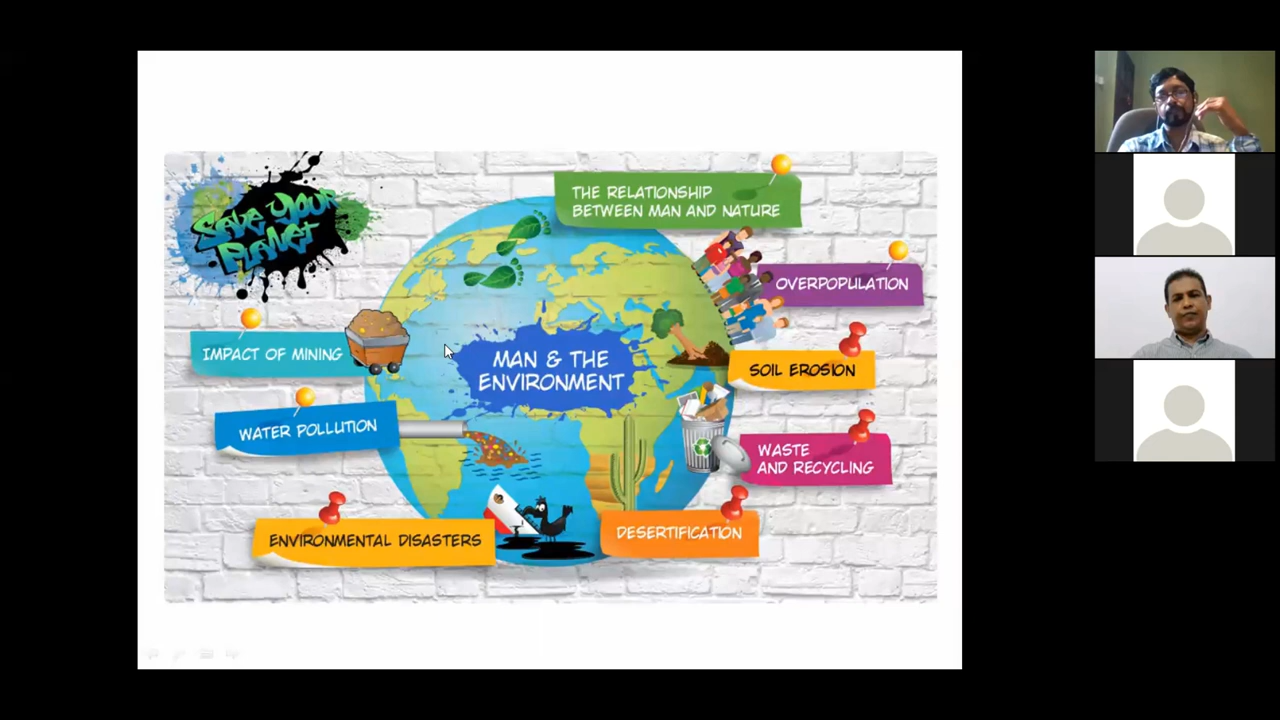 SAVE YOUR
PLANET
THE RELATIONSHIP
BETWEEN MAN AND NATURE
OVERPOPULATION
IMPACT OF MINING
MAN & THE
ENVIRONMENT
SOIL EROSION
WATER POLLUTION
WASTE
AND RECYCLING
ENVIRONMENTAL DISASTERS
DESERTIFICATION